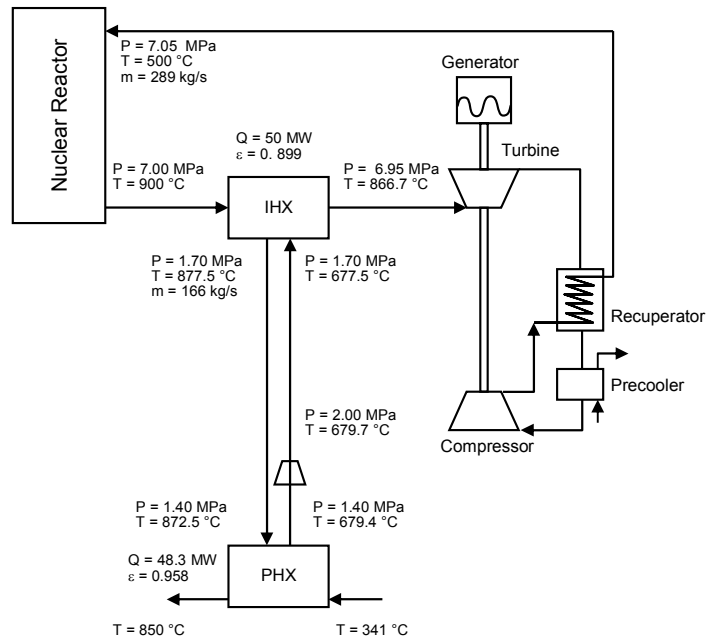 Nuclear Reactor
P = 7.05 MPa
T = 500 °C
m = 289 kg/s
Generator
Q = 50 MW
ε = 0. 899
Turbine
P = 7.00 MPa
T = 900 °C
P = 6.95 MPa
T = 866.7 °C
IHX
P = 1.70 MPa
T = 877.5 °C
m = 166 kg/s
P = 1.70 MPa
T = 677.5 °C
Recuperator
Precooler
P = 2.00 MPa
T = 679.7 °C
Compressor
P = 1.40 MPa
T = 872.5 °C
P = 1.40 MPa
T = 679.4 °C
Q = 48.3 MW
ε = 0.958
PHX
T = 850 °C
T = 341 °C